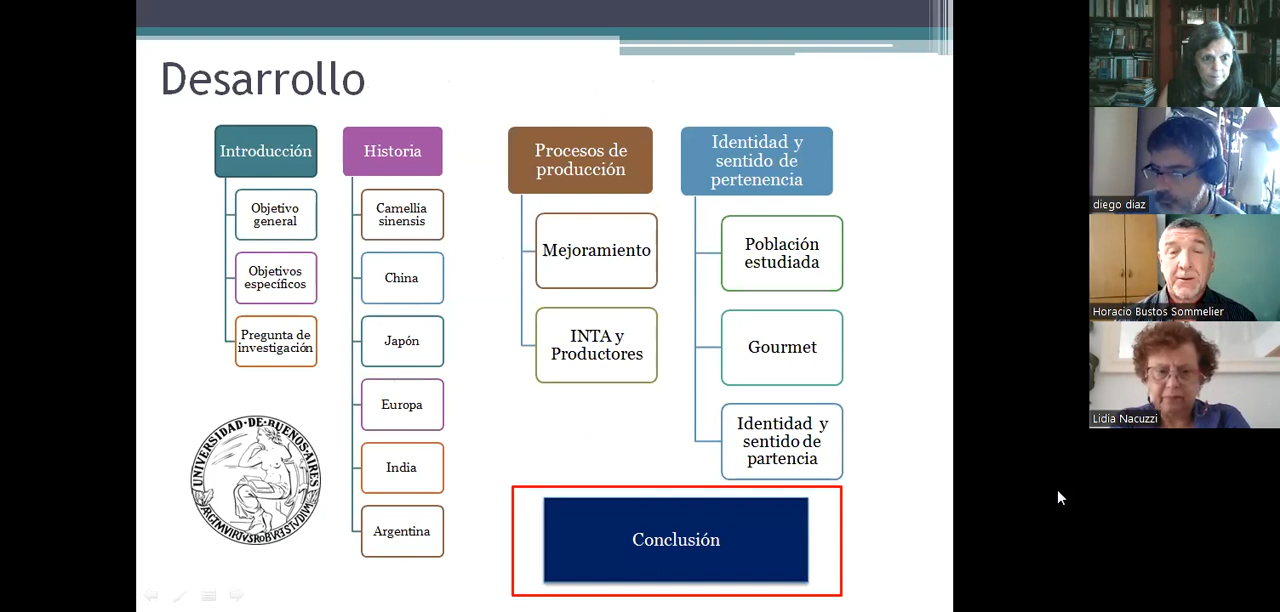 Desarrollo
Introducción
Objetivo
general
Objetivos
específicos
Pregunta de
investigación
Historia
Camellia
sinensis
China
Japón
Europa
India
Argentina
Procesos de
producción
Mejoramiento
INTA y
Productores
Identidad y
sentido de
pertenencia
Población
estudiada
Gourmet
Identidad y
sentido de
partencia
Conclusión
UNIVERSIDAD·DE·BUENOS·AIRES
diego diaz
Horacio Bustos Sommelier
Lidia Nacuzzi